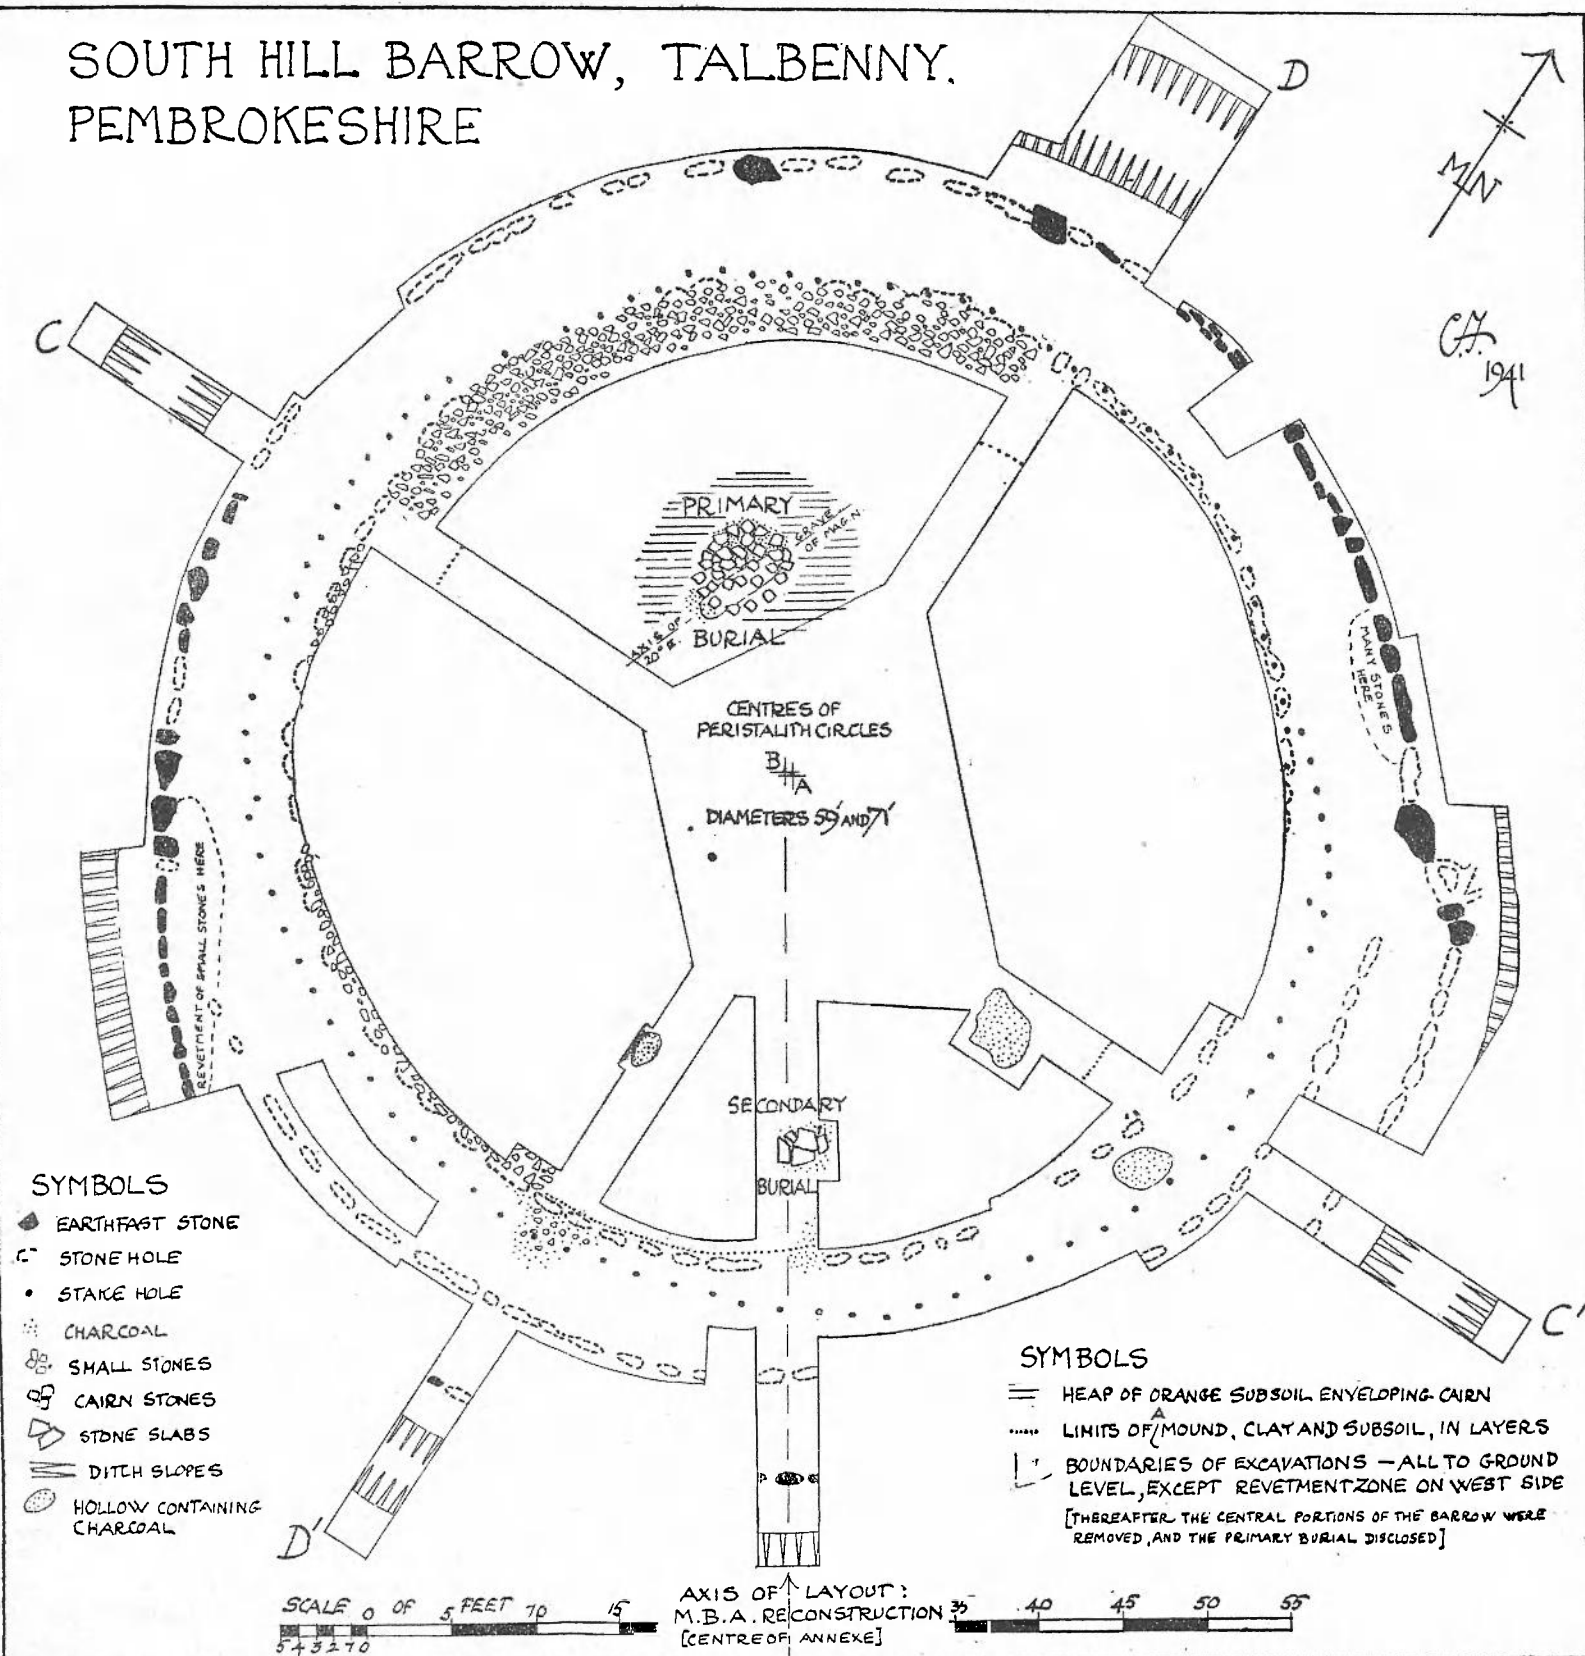 SOUTH HILL BARROW, TALBENNY.
PEMBROKESHIRE
D
MN
C.F.
1941
C
PRIMARY
GRAVE
OF MAG. N.
AXIS OF
20° E.
BURIAL
MANY STONES
HERE
CENTRES OF
PERISTALITH CIRCLES
B
A
DIAMETERS 59' AND 71'
REVETMENT OF SMALL STONES HERE
SECONDARY
BURIAL
SYMBOLS
EARTHFAST STONE
STONE HOLE
STAKE HOLE
CHARCOAL
SMALL STONES
CAIRN STONES
STONE SLABS
DITCH SLOPES
HOLLOW CONTAINING
CHARCOAL
C'
SYMBOLS
HEAP OF ORANGE SUBSOIL ENVELOPING CAIRN
LIMITS OF A MOUND, CLAY AND SUBSOIL, IN LAYERS
BOUNDARIES OF EXCAVATIONS — ALL TO GROUND
LEVEL, EXCEPT REVETMENT ZONE ON WEST SIDE
[THEREAFTER THE CENTRAL PORTIONS OF THE BARROW WERE
REMOVED, AND THE PRIMARY BURIAL DISCLOSED]
D'
AXIS OF LAYOUT:
M.B.A. RECONSTRUCTION
[CENTRE OF ANNEXE]
SCALE OF FEET
0 5 10 15 35 40 45 50 55
5 4 3 2 1 0